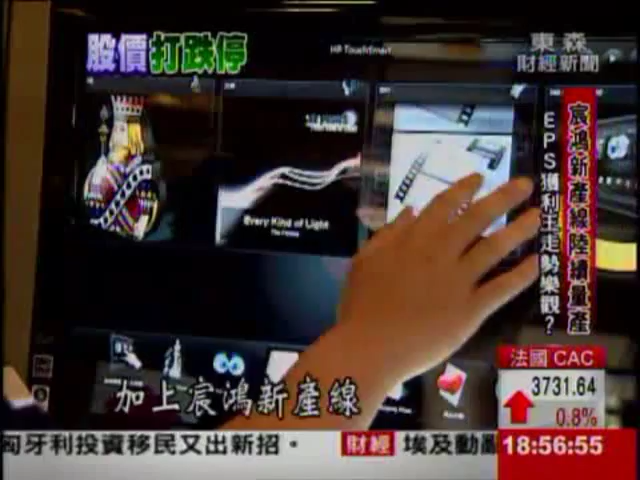 股價打跌停
HP TouchSmart
東森
財經新聞
宸鴻新產線陸續量產
EPS獲利王走勢樂觀？
Every Kind of Light
加上宸鴻新產線
法國 CAC
3731.64
0.8%
匈牙利投資移民又出新招。 財經 埃及動亂
18:56:55